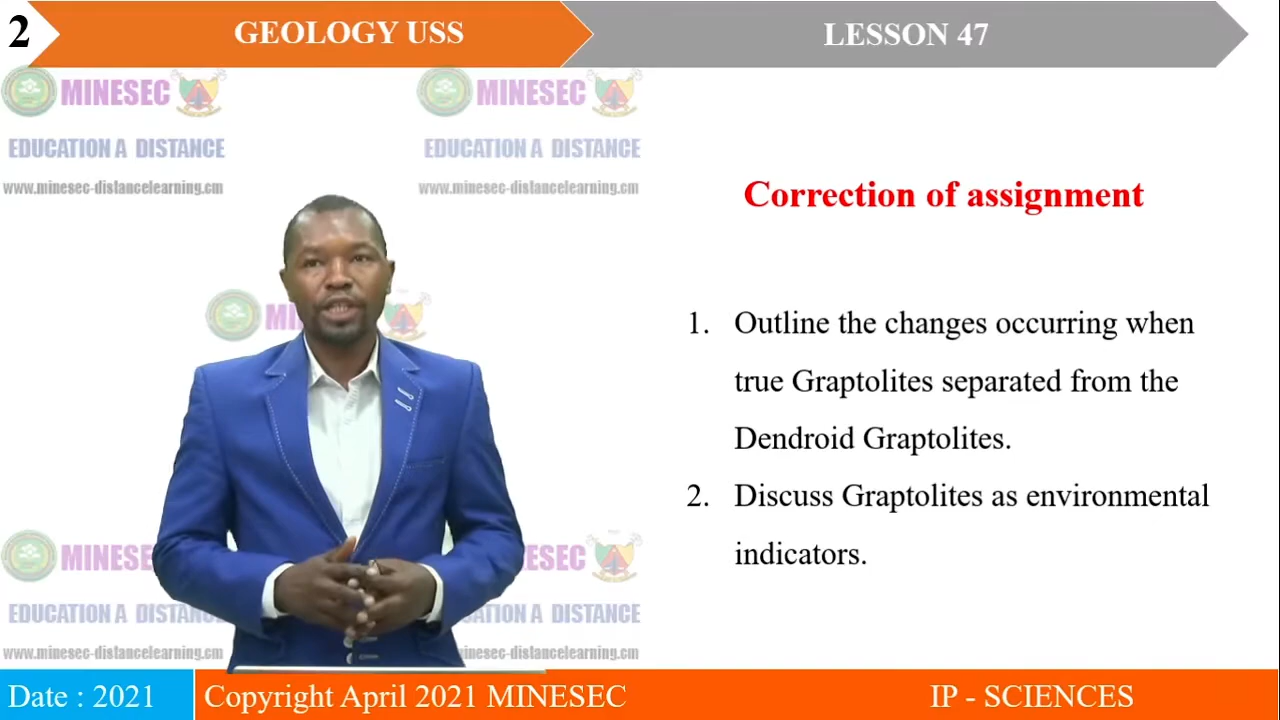 2
GEOLOGY USS
LESSON 47
MINESEC
MINESEC
EDUCATION A DISTANCE
EDUCATION A DISTANCE
www.minesec-distancelearning.cm
www.minesec-distancelearning.cm
Correction of assignment
1. Outline the changes occurring when
true Graptolites separated from the
Dendroid Graptolites.
2. Discuss Graptolites as environmental
indicators.
MINESEC
EDUCATION A
www.minesec-distancelearning.cm
Date : 2021
Copyright April 2021 MINESEC
IP - SCIENCES